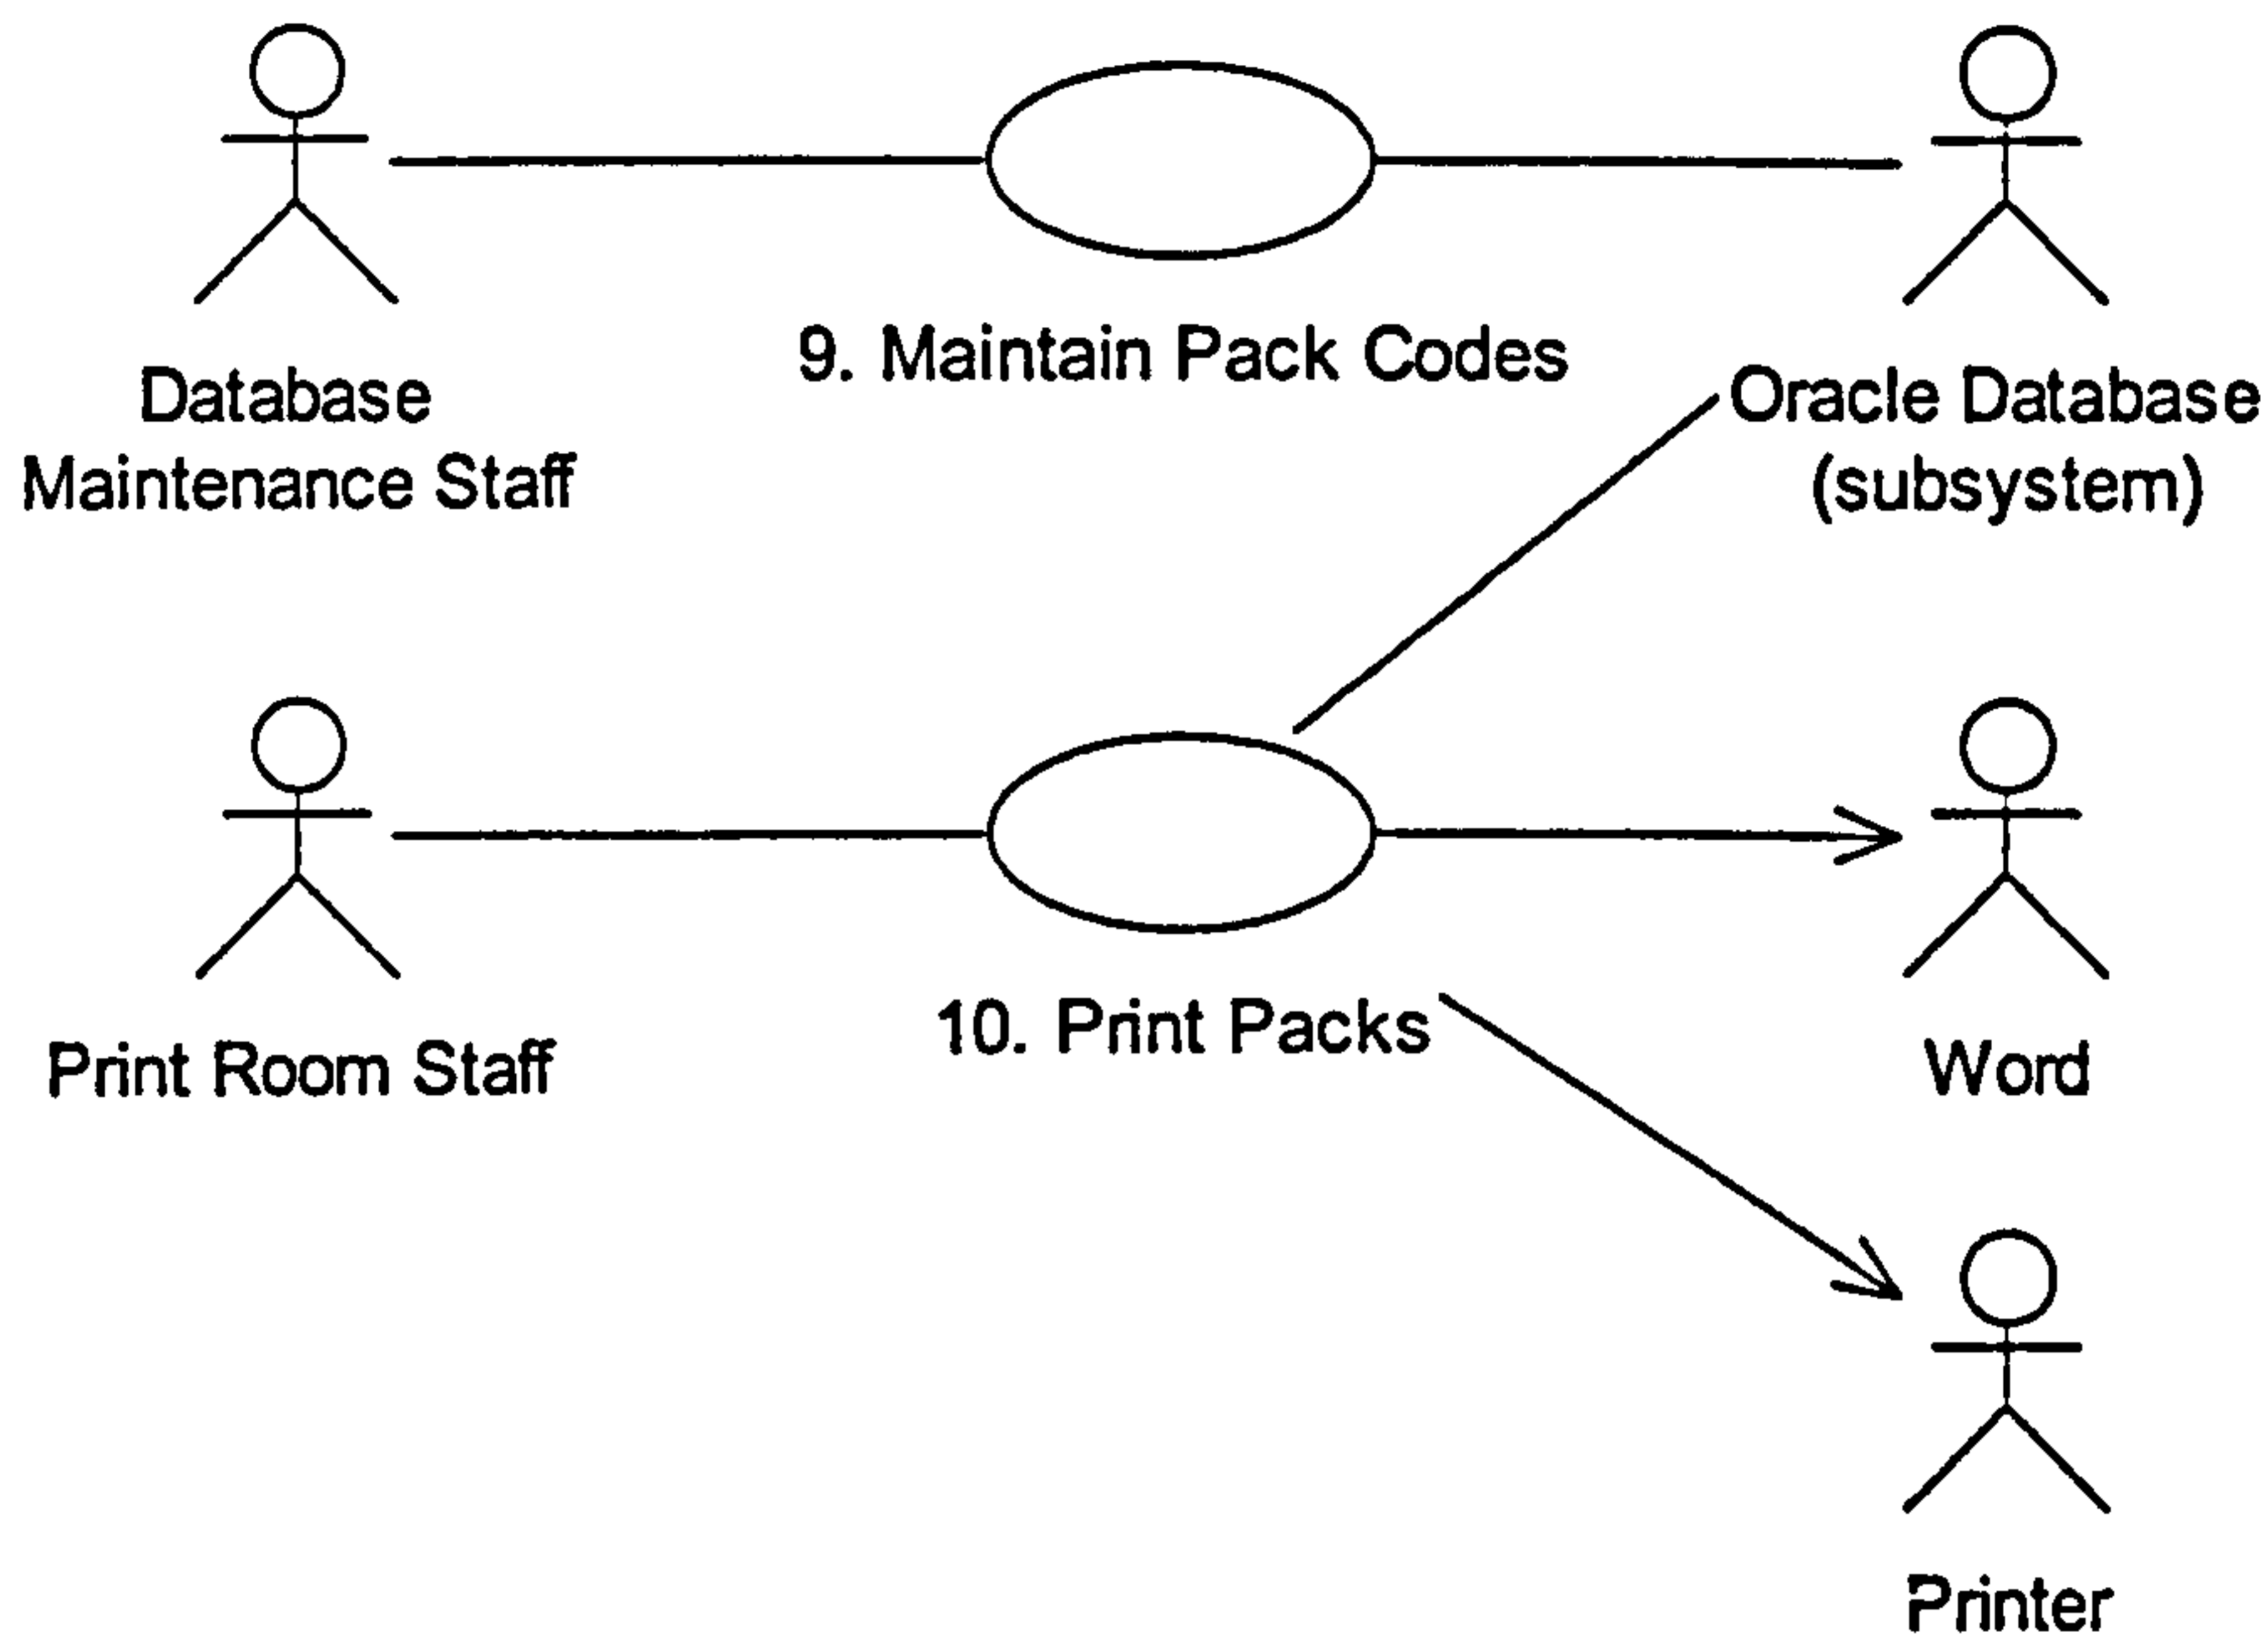 9. Maintain Pack Codes
Database
Maintenance Staff
Oracle Database
(subsystem)
10. Print Packs
Print Room Staff
Word
Printer